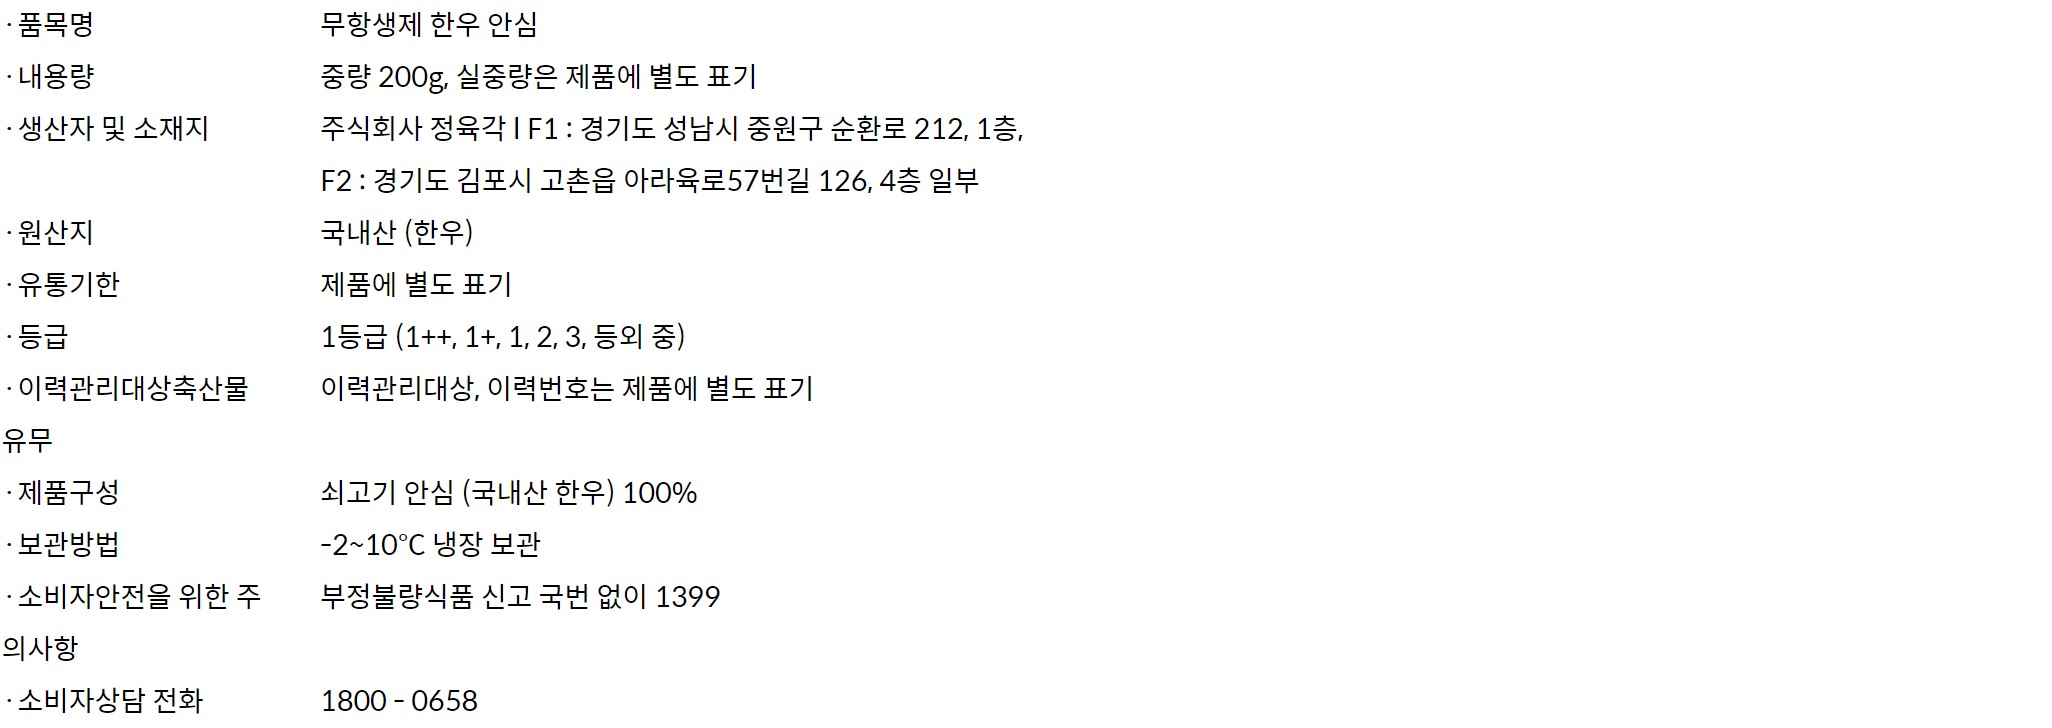 · 품목명 무항생제 한우 안심
· 내용량 중량 200g, 실중량은 제품에 별도 표기
· 생산자 및 소재지 주식회사 정육각 l F1 : 경기도 성남시 중원구 순환로 212, 1층,
F2 : 경기도 김포시 고촌읍 아라육로57번길 126, 4층 일부
· 원산지 국내산 (한우)
· 유통기한 제품에 별도 표기
· 등급 1등급 (1++, 1+, 1, 2, 3, 등외 중)
· 이력관리대상축산물 이력관리대상, 이력번호는 제품에 별도 표기
유무
· 제품구성 쇠고기 안심 (국내산 한우) 100%
· 보관방법 -2~10°C 냉장 보관
· 소비자안전을 위한 주 부정불량식품 신고 국번 없이 1399
의사항
· 소비자상담 전화 1800 - 0658